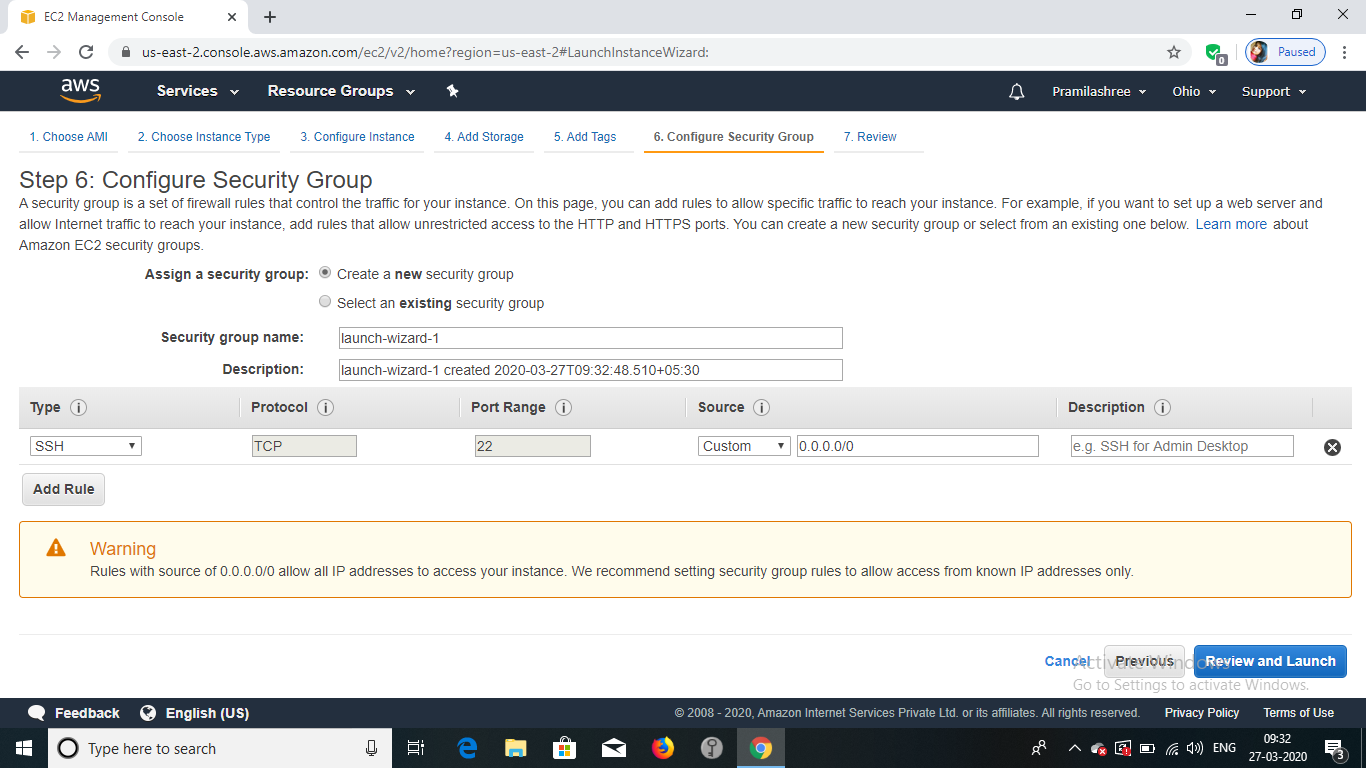 EC2 Management Console
us-east-2.console.aws.amazon.com/ec2/v2/home?region=us-east-2#LaunchInstanceWizard:
0
Paused
aws
Services
Resource Groups
Pramilashree
Ohio
Support
1. Choose AMI
2. Choose Instance Type
3. Configure Instance
4. Add Storage
5. Add Tags
6. Configure Security Group
7. Review
Step 6: Configure Security Group
A security group is a set of firewall rules that control the traffic for your instance. On this page, you can add rules to allow specific traffic to reach your instance. For example, if you want to set up a web server and
allow Internet traffic to reach your instance, add rules that allow unrestricted access to the HTTP and HTTPS ports. You can create a new security group or select from an existing one below. Learn more about
Amazon EC2 security groups.
Assign a security group: Create a new security group
Select an existing security group
Security group name: launch-wizard-1
Description: launch-wizard-1 created 2020-03-27T09:32:48.510+05:30
Type i Protocol i Port Range i Source i Description i
SSH TCP 22 Custom 0.0.0.0/0 e.g. SSH for Admin Desktop
Add Rule
Warning
Rules with source of 0.0.0.0/0 allow all IP addresses to access your instance. We recommend setting security group rules to allow access from known IP addresses only.
Cancel Previous Review and Launch
Activate Windows
Go to Settings to activate Windows.
Feedback English (US)
© 2008 - 2020, Amazon Internet Services Private Ltd. or its affiliates. All rights reserved. Privacy Policy Terms of Use
Type here to search
ENG
09:32
27-03-2020
3